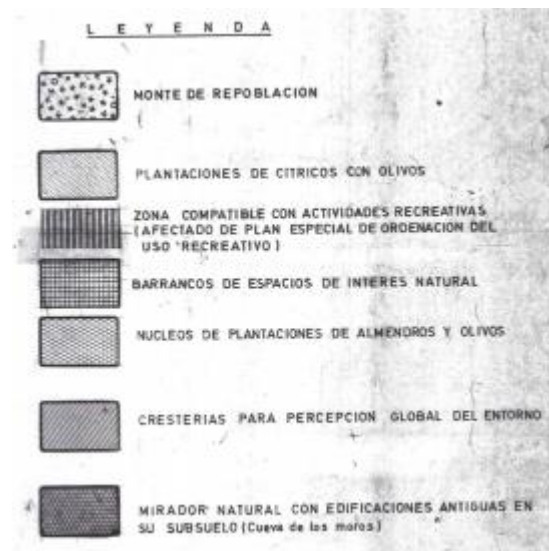 L E Y E N D A
MONTE DE REPOBLACION
PLANTACIONES DE CITRICOS CON OLIVOS
ZONA COMPATIBLE CON ACTIVIDADES RECREATIVAS
(AFECTADO DE PLAN ESPECIAL DE ORDENACION DEL
USO RECREATIVO)
BARRANCOS DE ESPACIOS DE INTERES NATURAL
NUCLEOS DE PLANTACIONES DE ALMENDROS Y OLIVOS
CRESTERIAS PARA PERCEPCION GLOBAL DEL ENTORNO
MIRADOR NATURAL CON EDIFICACIONES ANTIGUAS EN
SU SUBSUELO (Cueva de los moros)